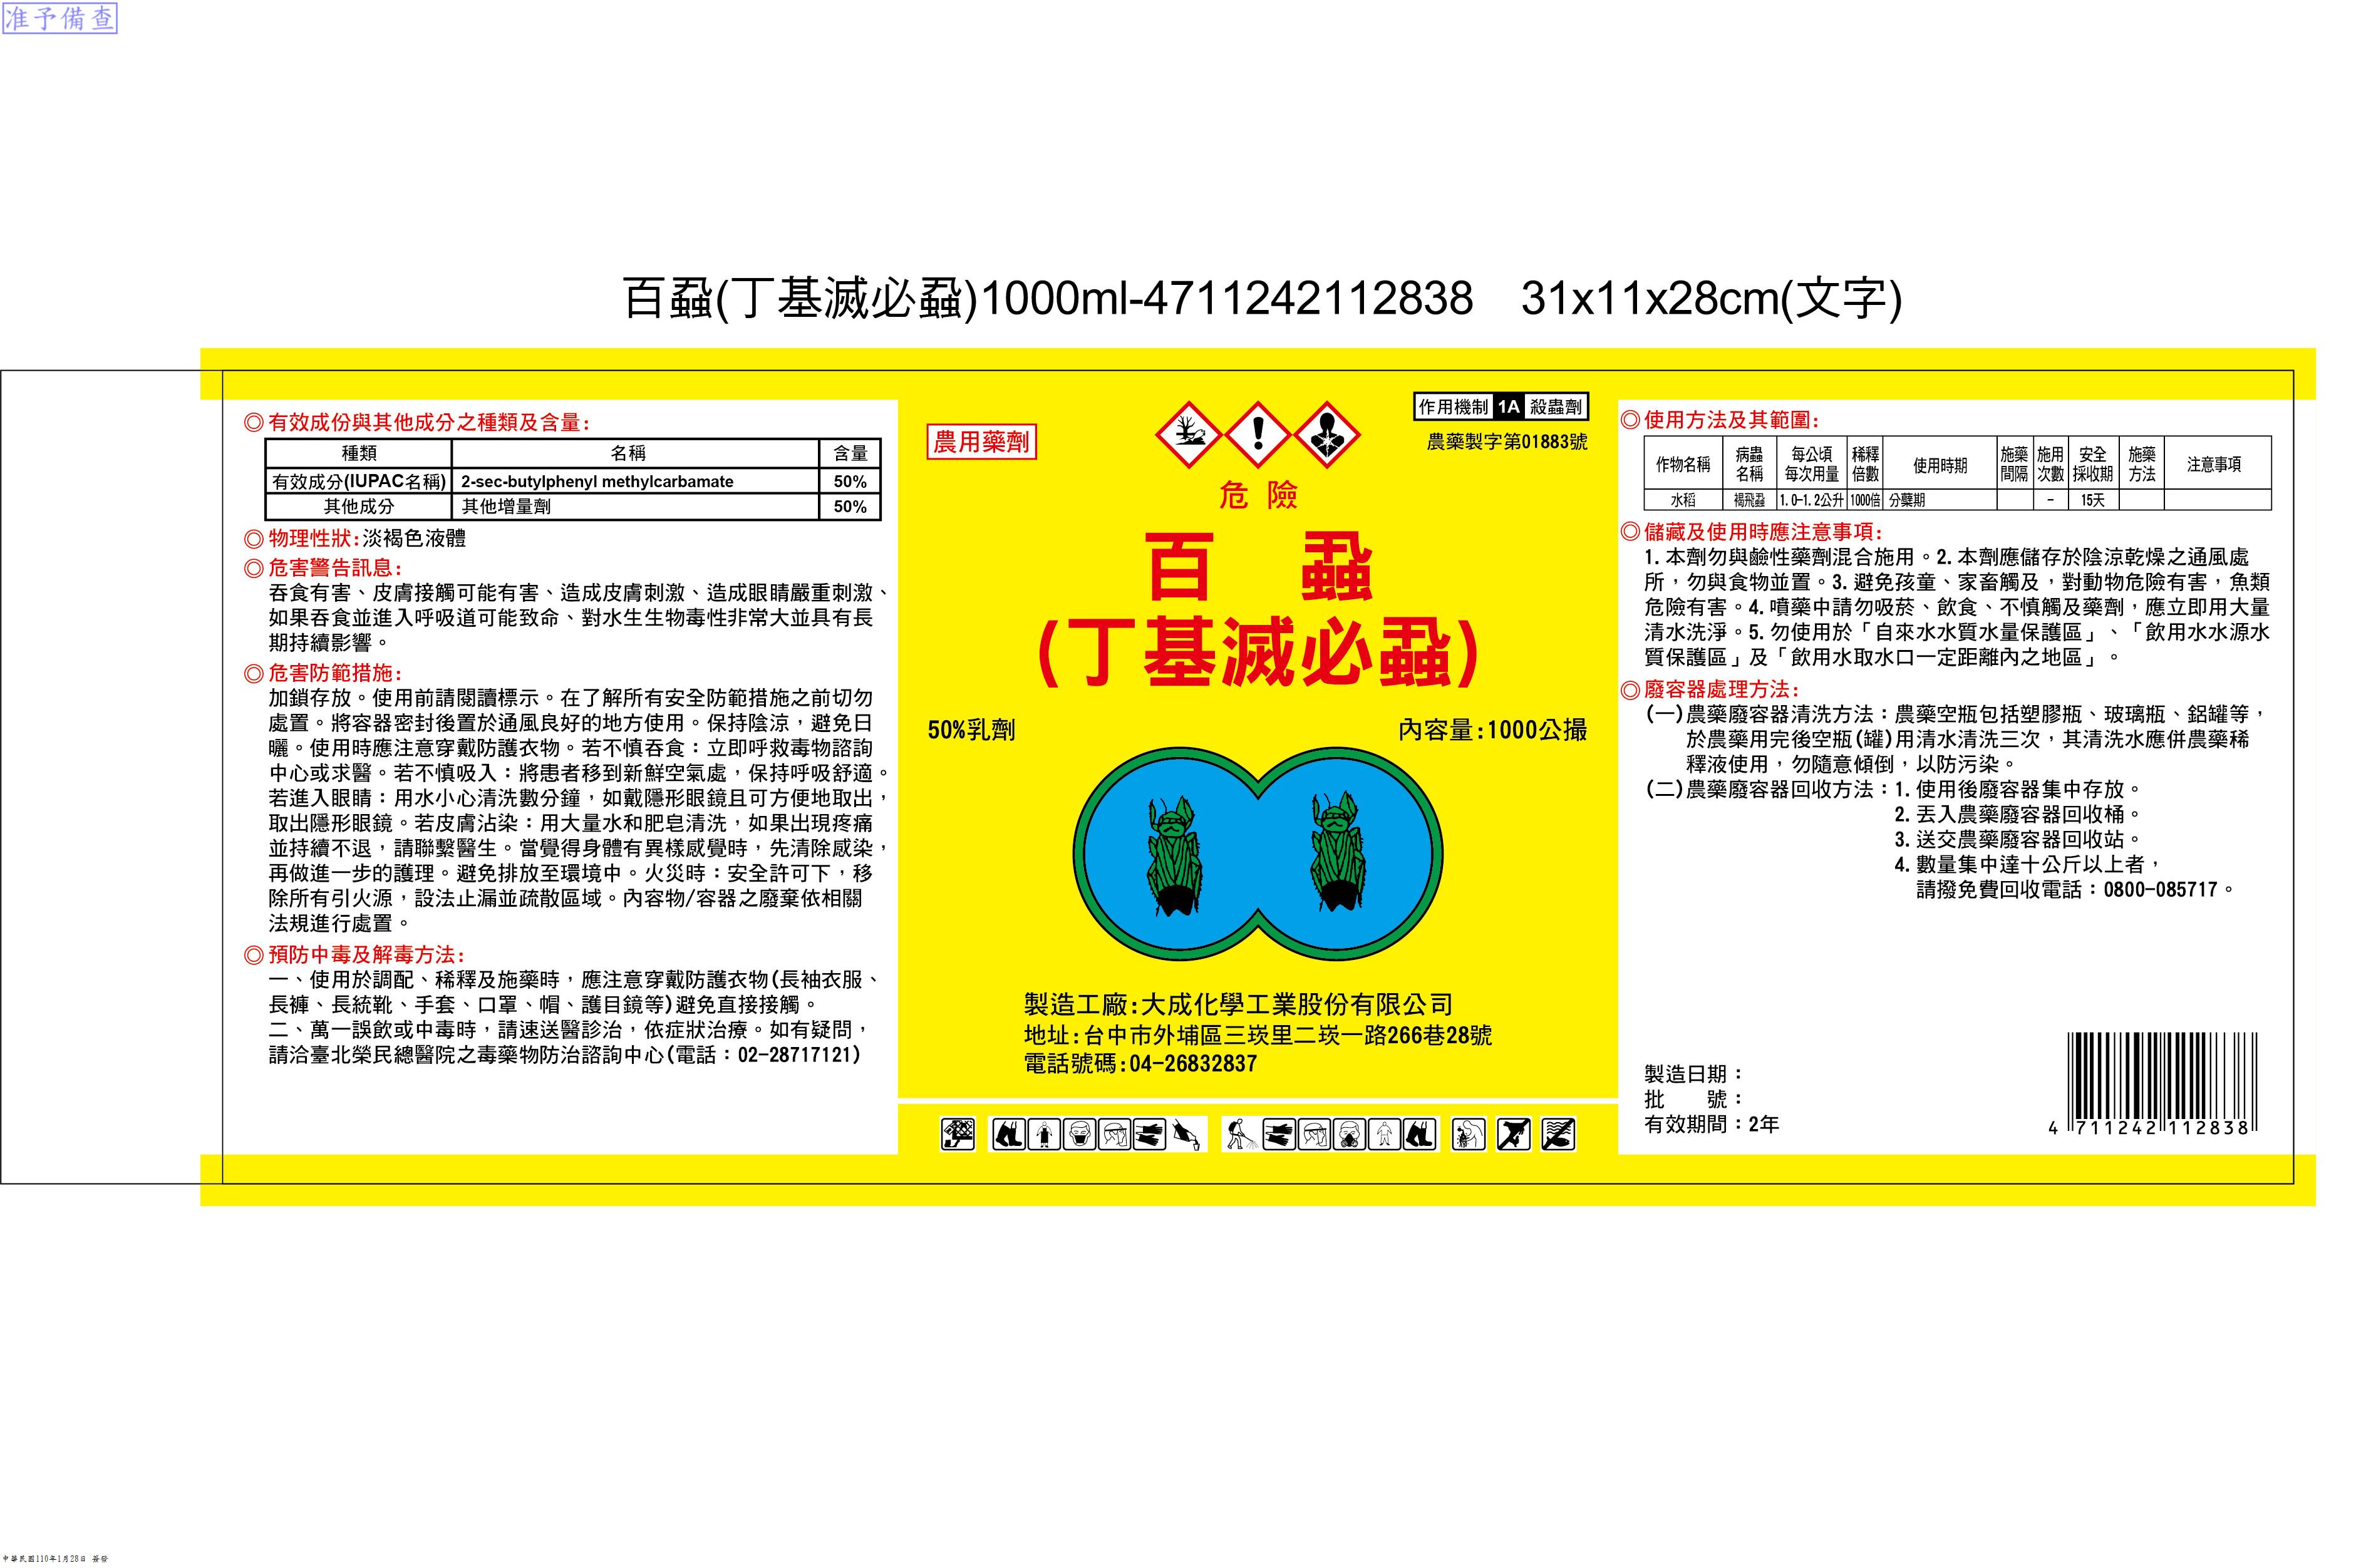 准予備查
百蝨(丁基滅必蝨)1000ml-4711242112838　31x11x28cm(文字)
◎有效成份與其他成分之種類及含量:
種類 名稱 含量
有效成分(IUPAC名稱) 2-sec-butylphenyl methylcarbamate 50%
其他成分 其他增量劑 50%
◎物理性狀:淡褐色液體
◎危害警告訊息:
吞食有害、皮膚接觸可能有害、造成皮膚刺激、造成眼睛嚴重刺激、
如果吞食並進入呼吸道可能致命、對水生生物毒性非常大並具有長
期持續影響。
◎危害防範措施:
加鎖存放。使用前請閱讀標示。在了解所有安全防範措施之前切勿
處置。將容器密封後置於通風良好的地方使用。保持陰涼，避免日
曬。使用時應注意穿戴防護衣物。若不慎吞食：立即呼救毒物諮詢
中心或求醫。若不慎吸入：將患者移到新鮮空氣處，保持呼吸舒適。
若進入眼睛：用水小心清洗數分鐘，如戴隱形眼鏡且可方便地取出，
取出隱形眼鏡。若皮膚沾染：用大量水和肥皂清洗，如果出現疼痛
並持續不退，請聯繫醫生。當覺得身體有異樣感覺時，先清除感染，
再做進一步的護理。避免排放至環境中。火災時：安全許可下，移
除所有引火源，設法止漏並疏散區域。內容物/容器之廢棄依相關
法規進行處置。
◎預防中毒及解毒方法:
一、使用於調配、稀釋及施藥時，應注意穿戴防護衣物(長袖衣服、
長褲、長統靴、手套、口罩、帽、護目鏡等)避免直接接觸。
二、萬一誤飲或中毒時，請速送醫診治，依症狀治療。如有疑問，
請洽臺北榮民總醫院之毒藥物防治諮詢中心(電話：02-28717121)
農用藥劑
作用機制 1A 殺蟲劑
農藥製字第01883號
危 險
百　蝨
(丁基滅必蝨)
50%乳劑
內容量:1000公撮
製造工廠:大成化學工業股份有限公司
地址:台中市外埔區三崁里二崁一路266巷28號
電話號碼:04-26832837
◎使用方法及其範圍:
作物名稱 病蟲名稱 每公頃每次用量 稀釋倍數 使用時期 施藥間隔 施用次數 安全採收期 施藥方法 注意事項
水稻 褐飛蝨 1.0-1.2公升 1000倍 分蘗期 - 15天
◎儲藏及使用時應注意事項:
1.本劑勿與鹼性藥劑混合施用。2.本劑應儲存於陰涼乾燥之通風處
所，勿與食物並置。3.避免孩童、家畜觸及，對動物危險有害，魚類
危險有害。4.噴藥中請勿吸菸、飲食、不慎觸及藥劑，應立即用大量
清水洗淨。5.勿使用於「自來水水質水量保護區」、「飲用水水源水
質保護區」及「飲用水取水口一定距離內之地區」。
◎廢容器處理方法:
(一)農藥廢容器清洗方法：農藥空瓶包括塑膠瓶、玻璃瓶、鋁罐等，
於農藥用完後空瓶(罐)用清水清洗三次，其清洗水應併農藥稀
釋液使用，勿隨意傾倒，以防污染。
(二)農藥廢容器回收方法：1.使用後廢容器集中存放。
2.丟入農藥廢容器回收桶。
3.送交農藥廢容器回收站。
4.數量集中達十公斤以上者，
請撥免費回收電話：0800-085717。
製造日期：
批　　號：
有效期間：2年
4 711242 112838
中華民國110年1月28日 簽發